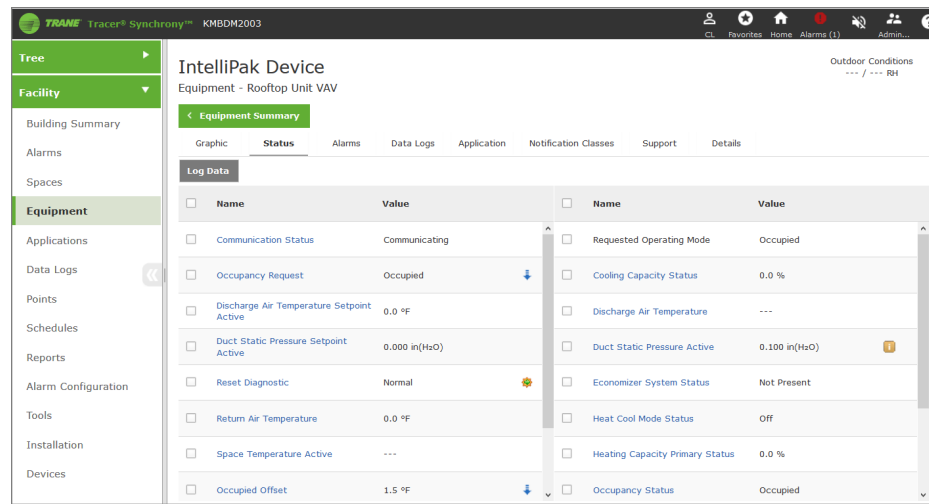 TRANE Tracer® Synchrony™ KMBDM2003
CL
Favorites
Home
Alarms (1)
Admin...
Tree
Facility
Building Summary
Alarms
Spaces
Equipment
Applications
Data Logs
Points
Schedules
Reports
Alarm Configuration
Tools
Installation
Devices
IntelliPak Device
Equipment - Rooftop Unit VAV
Outdoor Conditions
--- / --- RH
< Equipment Summary
Graphic Status Alarms Data Logs Application Notification Classes Support Details
Log Data
Name Value
Communication Status Communicating
Occupancy Request Occupied
Discharge Air Temperature Setpoint
Active 0.0 ºF
Duct Static Pressure Setpoint
Active 0.000 in(H₂O)
Reset Diagnostic Normal
Return Air Temperature 0.0 ºF
Space Temperature Active ---
Occupied Offset 1.5 ºF
Name Value
Requested Operating Mode Occupied
Cooling Capacity Status 0.0 %
Discharge Air Temperature ---
Duct Static Pressure Active 0.100 in(H₂O)
Economizer System Status Not Present
Heat Cool Mode Status Off
Heating Capacity Primary Status 0.0 %
Occupancy Status Occupied